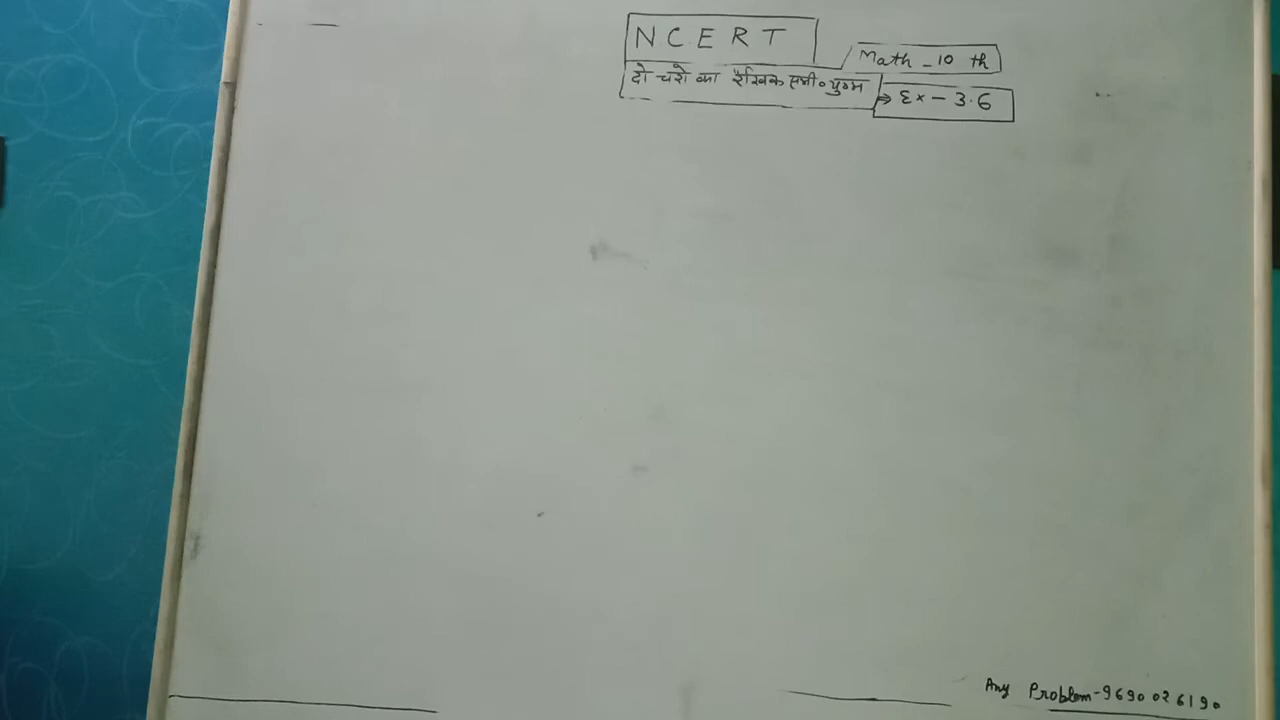 NCERT
Math - 10 th
दो चरो का रैखिक समी० युग्म
→ Ex - 3.6
Any Problem - 9690026190